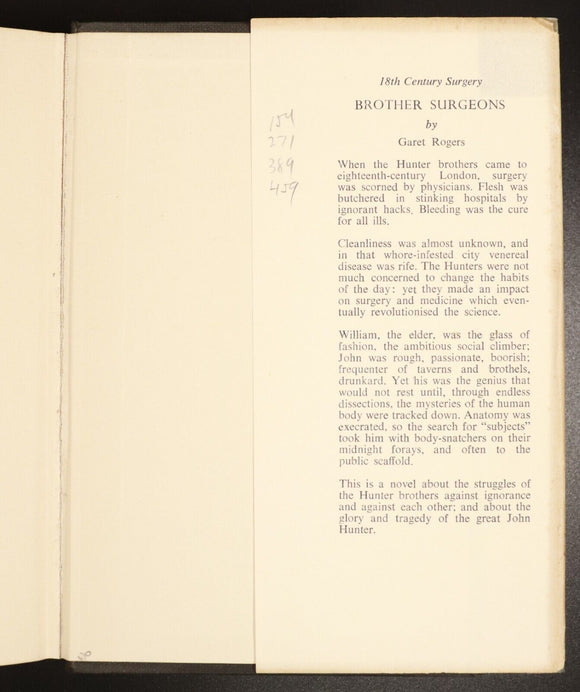 154
271
389
459
18th Century Surgery
BROTHER SURGEONS
by
Garet Rogers
When the Hunter brothers came to
eighteenth-century London, surgery
was scorned by physicians. Flesh was
butchered in stinking hospitals by
ignorant hacks. Bleeding was the cure
for all ills.
Cleanliness was almost unknown, and
in that whore-infested city venereal
disease was rife. The Hunters were not
much concerned to change the habits
of the day; yet they made an impact
on surgery and medicine which even-
tually revolutionised the science.
William, the elder, was the glass of
fashion, the ambitious social climber;
John was rough, passionate, boorish;
frequenter of taverns and brothels,
drunkard. Yet his was the genius that
would not rest until, through endless
dissections, the mysteries of the human
body were tracked down. Anatomy was
execrated, so the search for "subjects"
took him with body-snatchers on their
midnight forays, and often to the
public scaffold.
This is a novel about the struggles of
the Hunter brothers against ignorance
and against each other; and about the
glory and tragedy of the great John
Hunter.